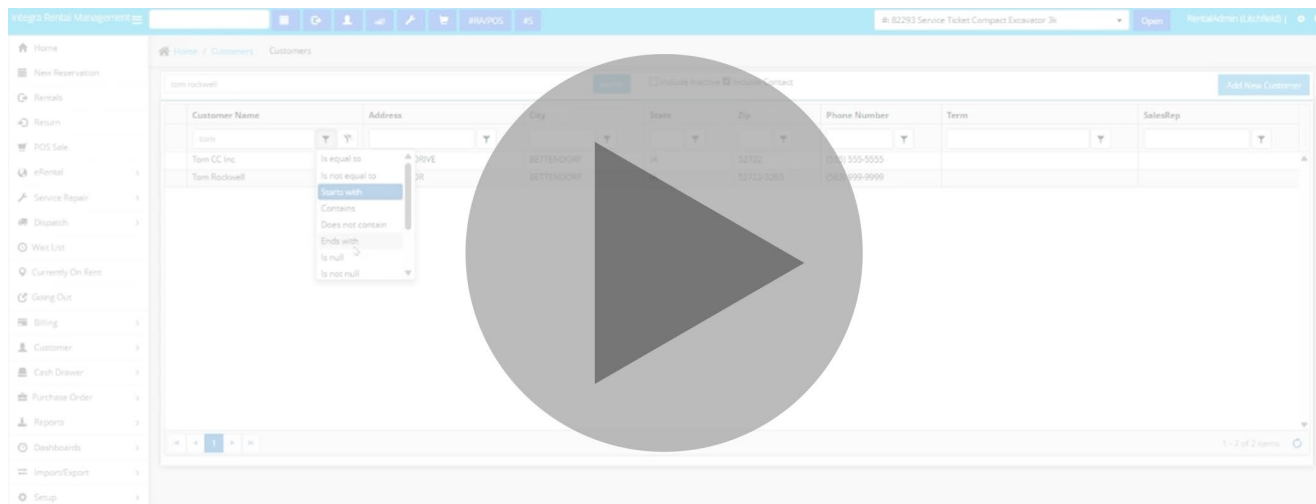 Integra Rental Management
#RA/POS #S
#: 82293 Service Ticket Compact Excavator 3k
Open
RentalAdmin (Litchfield) |
Home
New Reservation
Rentals
Return
POS Sale
eRental
Service Repair
Dispatch
Wait List
Currently On Rent
Going Out
Billing
Customer
Cash Drawer
Purchase Order
Reports
Dashboards
Import/Export
Setup
Home / Customers / Customers
tom rockwell
Search
Include Inactive Include Contact
Add New Customer
Customer Name Address City State Zip Phone Number Term SalesRep
tom
Tom CC Inc DRIVE BETTENDORF IA 52722 (555) 555-5555
Tom Rockwell DR BETTENDORF 52722-3263 999-9999
Is equal to
Is not equal to
Starts with
Contains
Does not contain
Ends with
Is null
Is not null
1
1 - 2 of 2 items